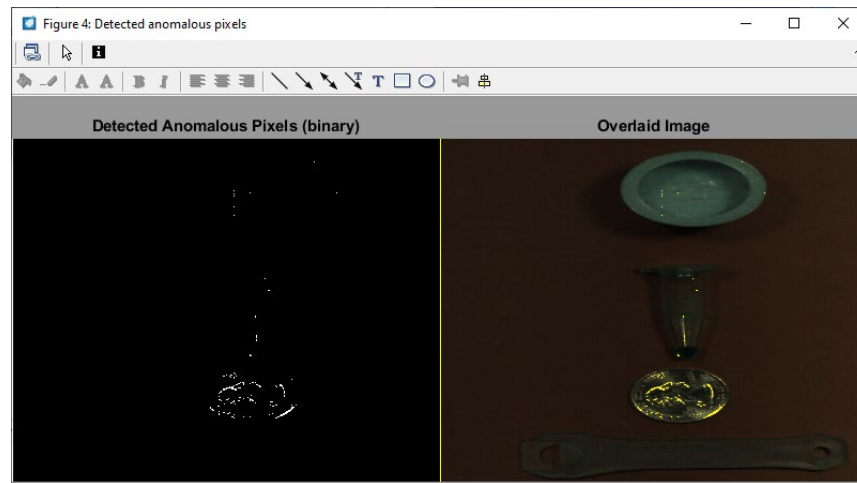 Figure 4: Detected anomalous pixels
A A B I T T
Detected Anomalous Pixels (binary) Overlaid Image